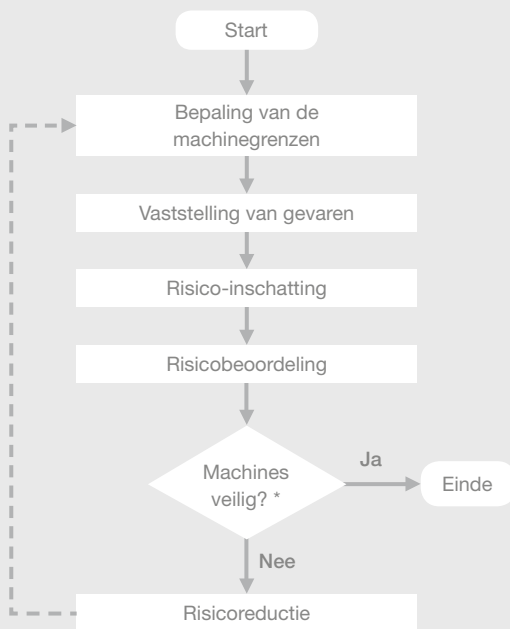 Start
Bepaling van de
machinegrenzen
Vaststelling van gevaren
Risico-inschatting
Risicobeoordeling
Machines
veilig? *
Ja
Einde
Nee
Risicoreductie